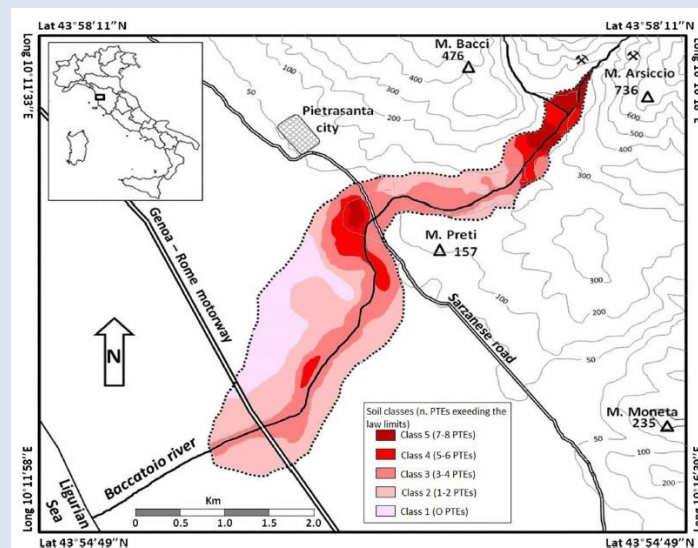 Lat 43°58'11''N
Lat 43°58'11''N
Long 10°11'33''E
M. Bacci
476
M. Arsiccio
736
Pietrasanta
city
Genoa – Rome motorway
M. Preti
157
Sarzanese road
N
M. Moneta
235
Soil classes (n. PTEs exeeding the
law limits)
Class 5 (7-8 PTEs)
Class 4 (5-6 PTEs)
Class 3 (3-4 PTEs)
Class 2 (1-2 PTEs)
Class 1 (O PTEs)
Baccatoio river
Ligurian
Sea
Km
0 0.5 1.0 1.5 2.0
50
100
200
300
400
600
500
400
300
100
300
200
100
50
50
100
200
Long 10°11'58''E
Lat 43°54'49''N
Lat 43°54'49''N